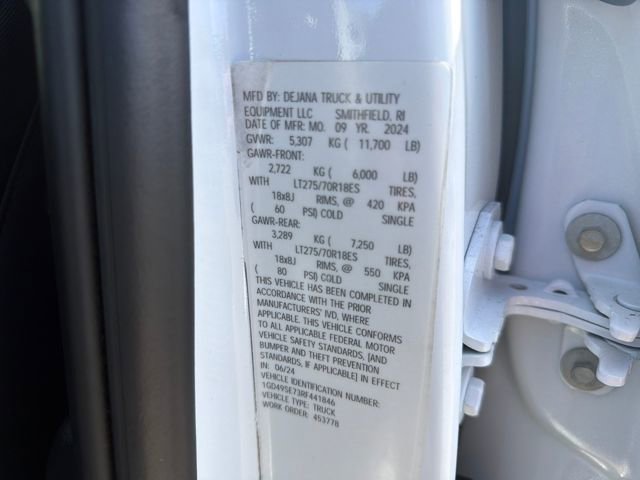 MFD BY: DEJANA TRUCK & UTILITY
EQUIPMENT LLC SMITHFIELD, RI
DATE OF MFR: MO. 09 YR. 2024
GVWR: 5,307 KG ( 11,700 LB)
GAWR-FRONT:
2,722 KG ( 6,000 LB)
WITH LT275/70R18ES TIRES,
18x8J RIMS, @ 420 KPA
( 60 PSI) COLD SINGLE
GAWR-REAR:
3,289 KG ( 7,250 LB)
WITH LT275/70R18ES TIRES,
18x8J RIMS, @ 550 KPA
( 80 PSI) COLD SINGLE
THIS VEHICLE HAS BEEN COMPLETED IN
ACCORDANCE WITH THE PRIOR
MANUFACTURERS' IVD, WHERE
APPLICABLE. THIS VEHICLE CONFORMS
TO ALL APPLICABLE FEDERAL MOTOR
VEHICLE SAFETY STANDARDS, [AND
BUMPER AND THEFT PREVENTION
STANDARDS, IF APPLICABLE] IN EFFECT
IN: 06/24
VEHICLE IDENTIFICATION NUMBER:
1GD49SE73RF441846
VEHICLE TYPE: TRUCK
WORK ORDER: 453778